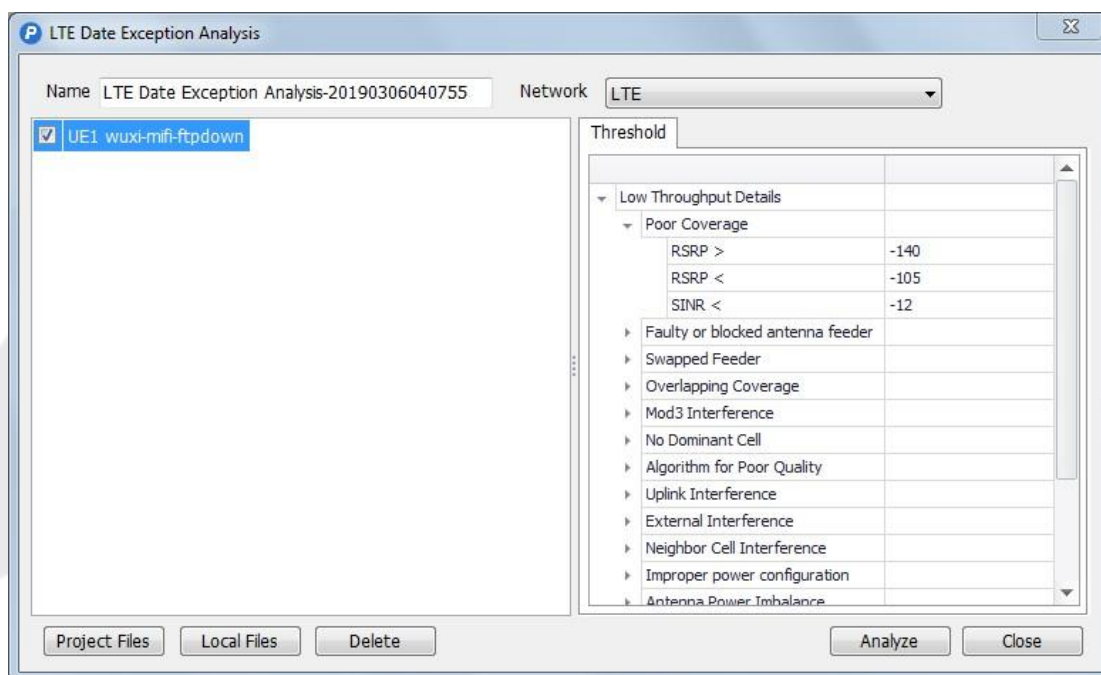 LTE Date Exception Analysis
Name LTE Date Exception Analysis-20190306040755 Network LTE
UE1 wuxi-mifi-ftpdown
Threshold
Low Throughput Details
Poor Coverage
RSRP > -140
RSRP < -105
SINR < -12
Faulty or blocked antenna feeder
Swapped Feeder
Overlapping Coverage
Mod3 Interference
No Dominant Cell
Algorithm for Poor Quality
Uplink Interference
External Interference
Neighbor Cell Interference
Improper power configuration
Antenna Power Imbalance
Project Files Local Files Delete Analyze Close